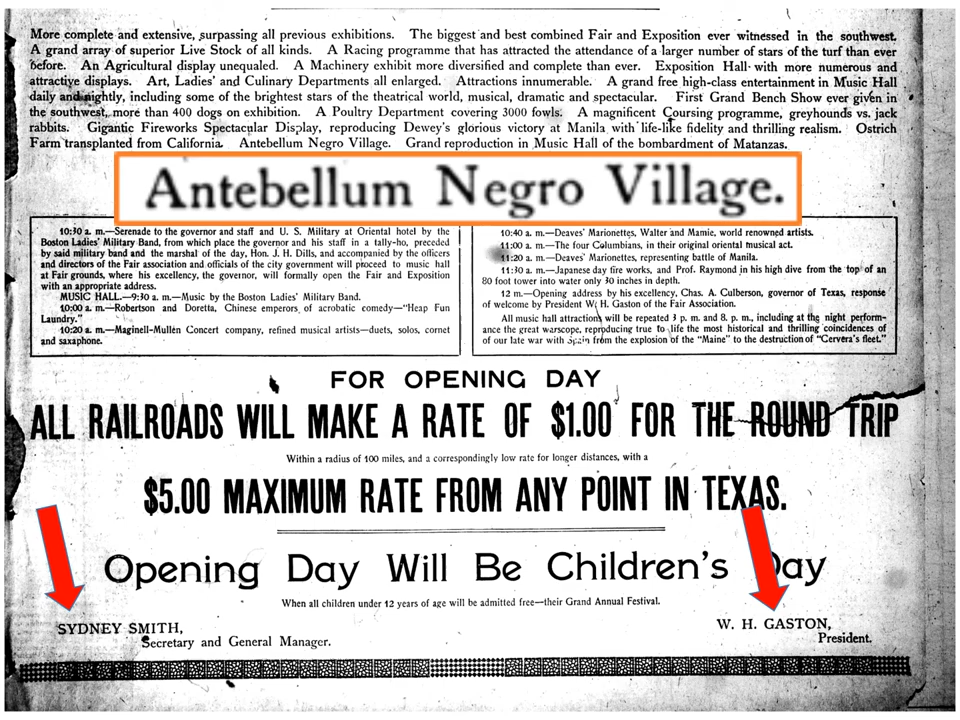 More complete and extensive, surpassing all previous exhibitions. The biggest and best combined Fair and Exposition ever witnessed in the southwest.
A grand array of superior Live Stock of all kinds. A Racing programme that has attracted the attendance of a larger number of stars of the turf than ever
before. An Agricultural display unequaled. A Machinery exhibit more diversified and complete than ever. Exposition Hall with more numerous and
attractive displays. Art, Ladies' and Culinary Departments all enlarged. Attractions innumerable. A grand free high-class entertainment in Music Hall
daily and nightly, including some of the brightest stars of the theatrical world, musical, dramatic and spectacular. First Grand Bench Show ever given in
the southwest, more than 400 dogs on exhibition. A Poultry Department covering 3000 fowls. A magnificent Coursing programme, greyhounds vs. jack
rabbits. Gigantic Fireworks Spectacular Display, reproducing Dewey's glorious victory at Manila with life-like fidelity and thrilling realism. Ostrich
Farm transplanted from California. Antebellum Negro Village. Grand reproduction in Music Hall of the bombardment of Matanzas.
Antebellum Negro Village.
10:30 a. m.—Serenade to the governor and staff and U. S. Military at Oriental hotel by the
Boston Ladies' Military Band, from which place the governor and his staff in a tally-ho, preceded
by said military band and the marshal of the day, Hon. J. H. Dills, and accompanied by the officers
and directors of the Fair association and officials of the city government will proceed to music hall
at Fair grounds, where his excellency, the governor, will formally open the Fair and Exposition
with an appropriate address.
MUSIC HALL.—9:30 a. m.—Music by the Boston Ladies' Military Band.
10:00 a. m.—Robertson and Doretta, Chinese emperors of acrobatic comedy—"Heap Fun
Laundry."
10:20 a. m.—Maginell-Mullen Concert company, refined musical artists—duets, solos, cornet
and saxaphone.
10:40 a. m.—Deaves' Marionettes, Walter and Mamie, world renowned artists.
11:00 a. m.—The four Columbians, in their original oriental musical act.
11:20 a. m.—Deaves' Marionettes, representing battle of Manila.
11:30 a. m.—Japanese day fire works, and Prof. Raymond in his high dive from the top of an
80 foot tower into water only 30 inches in depth.
12 m.—Opening address by his excellency, Chas. A. Culberson, governor of Texas, response
of welcome by President W. H. Gaston of the Fair Association.
All music hall attractions will be repeated 3 p. m. and 8. p. m., including at the night perform-
ance the great warscope, reproducing true to life the most historical and thrilling coincidences of
of our late war with Spain from the explosion of the "Maine" to the destruction of "Cervera's fleet."
FOR OPENING DAY
ALL RAILROADS WILL MAKE A RATE OF $1.00 FOR THE ROUND TRIP
Within a radius of 100 miles, and a correspondingly low rate for longer distances, with a
$5.00 MAXIMUM RATE FROM ANY POINT IN TEXAS.
Opening Day Will Be Children's Day
When all children under 12 years of age will be admitted free—their Grand Annual Festival.
SYDNEY SMITH,
Secretary and General Manager.
W. H. GASTON,
President.